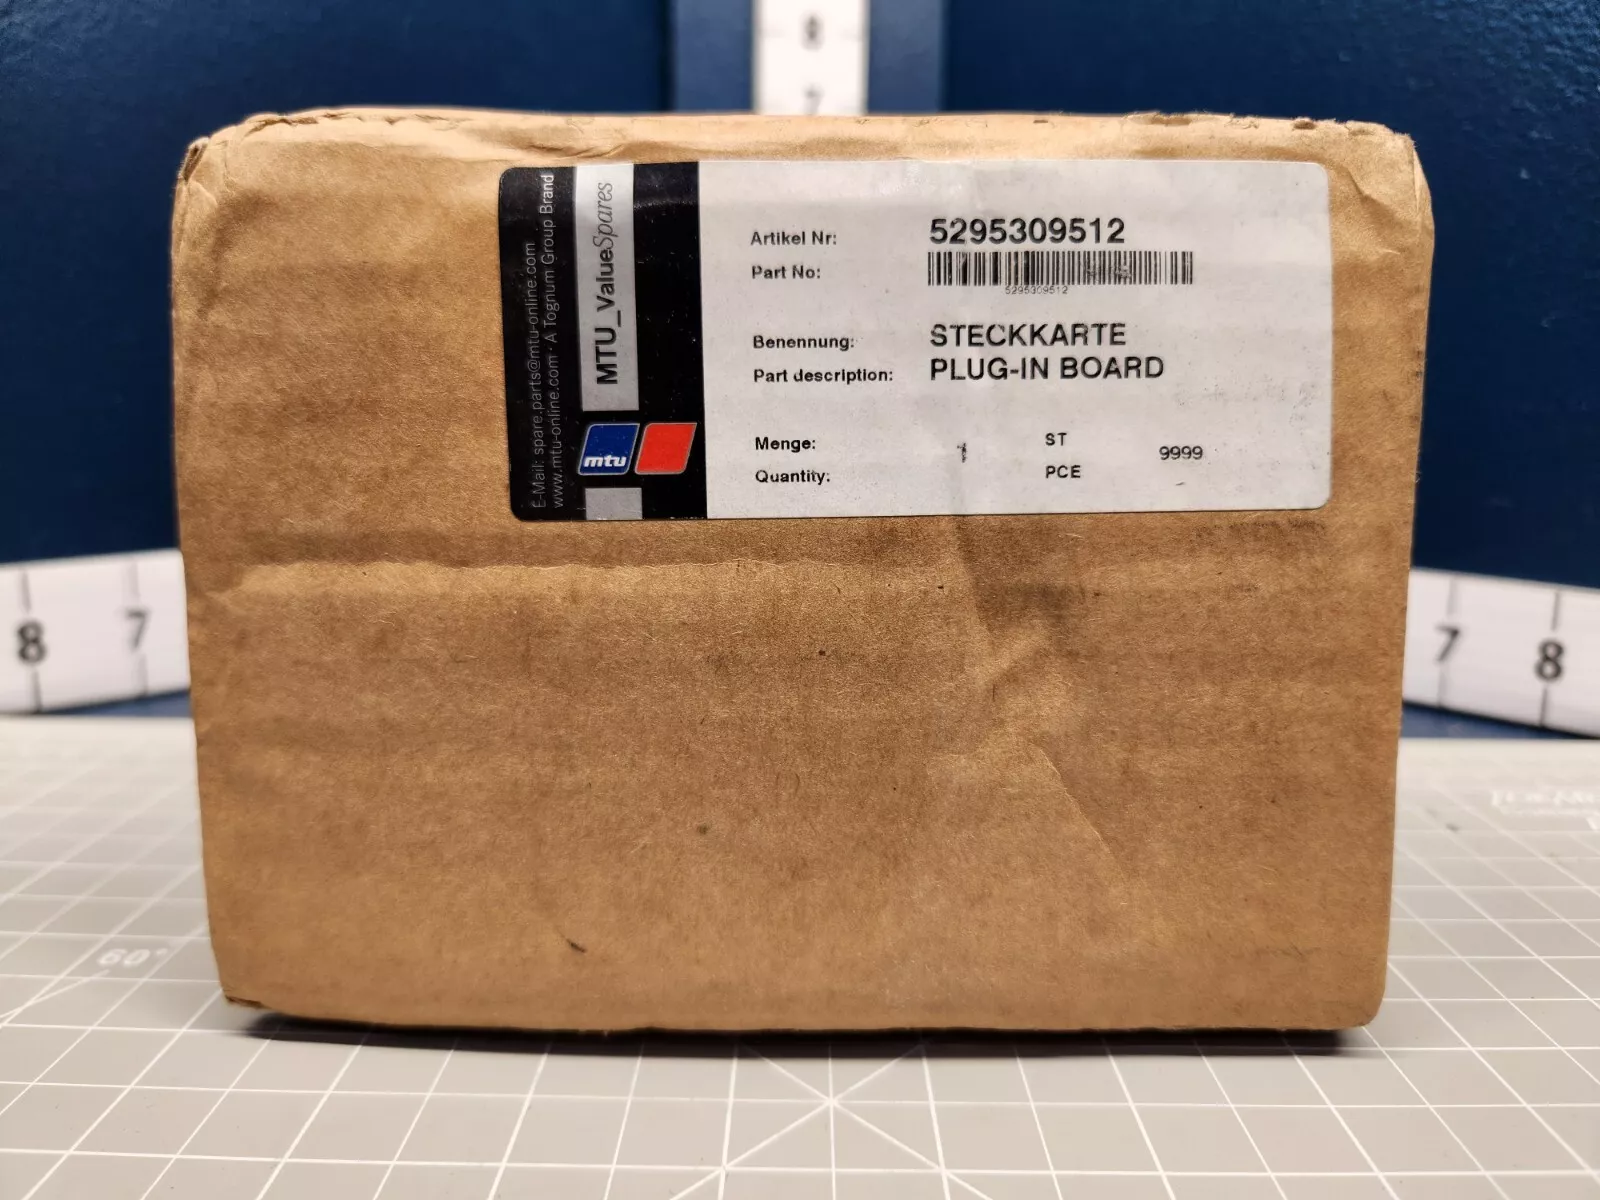 8
7
E-Mail: spare.parts@mtu-online.com
www.mtu-online.com · A Tognum Group Brand
MTU_ValueSpares
mtu
Artikel Nr: 5295309512
Part No:
5295309512
Benennung: STECKKARTE
Part description: PLUG-IN BOARD
Menge: 1 ST 9999
Quantity: PCE
8 7
7 8
60°